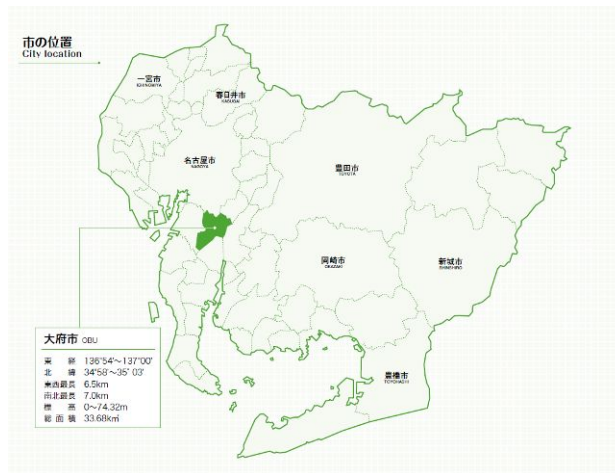 市の位置
City location
一宮市
ICHINOMIYA
春日井市
KASUGAI
名古屋市
NAGOYA
豊田市
TOYOTA
岡崎市
OKAZAKI
新城市
SHINSHIRO
豊橋市
TOYOHASHI
大府市 OBU
東 経 136°54'~137°00'
北 緯 34°58'~35°03'
東西最長 6.5km
南北最長 7.0km
標 高 0~74.32m
総面積 33.68k㎡